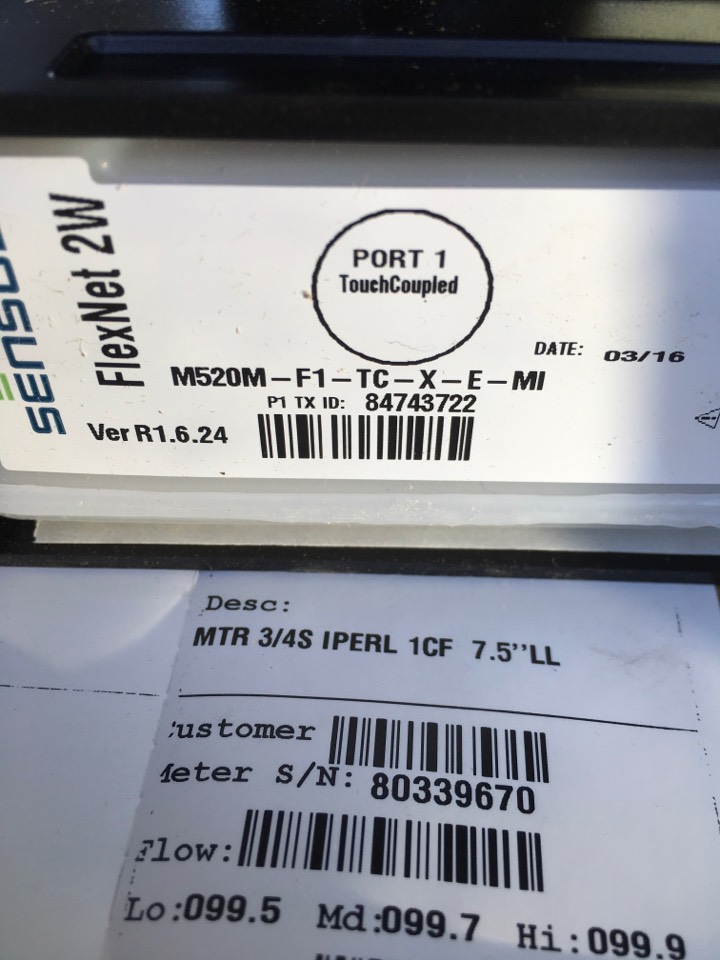 SENSUS
FlexNet 2W
PORT 1
TouchCoupled
DATE: 03/16
M520M-F1-TC-X-E-MI
P1 TX ID: 84743722
Ver R1.6.24
Desc:
MTR 3/4S IPERL 1CF 7.5''LL
Customer
Meter S/N: 80339670
Flow:
Lo:099.5 Md:099.7 Hi:099.9